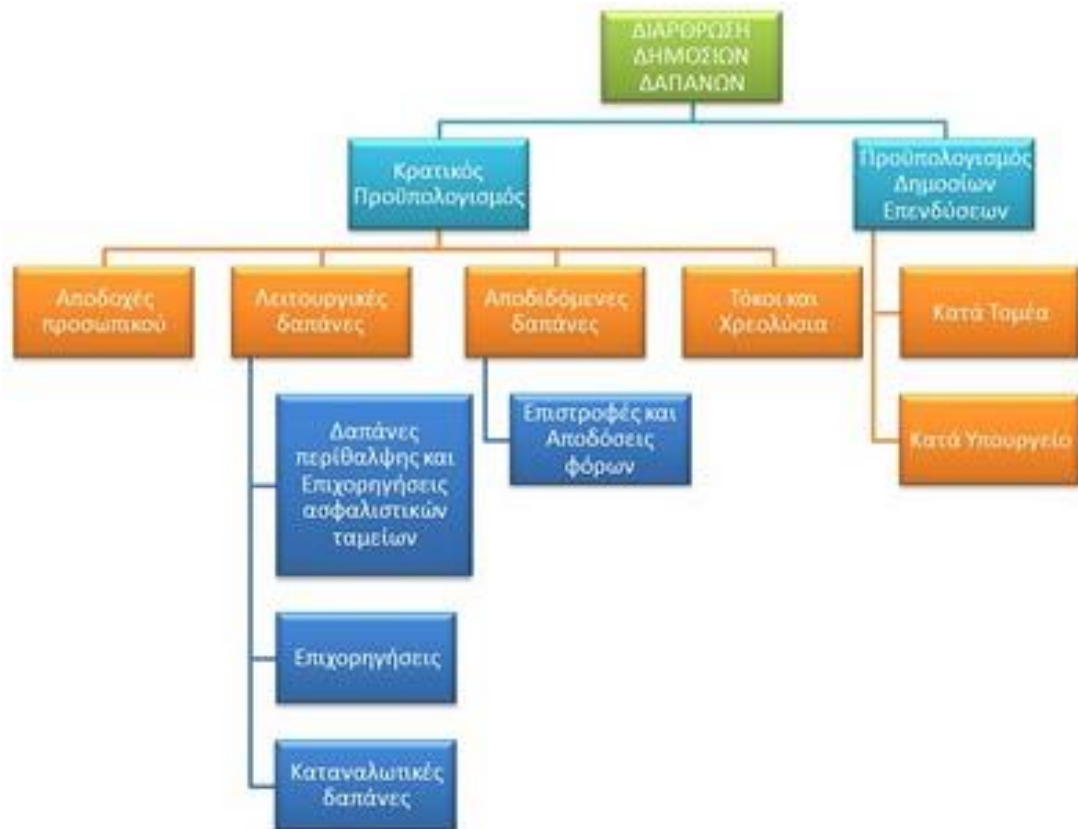 ΔΙΑΡΘΡΩΣΗ
ΔΗΜΟΣΙΩΝ
ΔΑΠΑΝΩΝ
Κρατικός
Προϋπολογισμός
Προϋπολογισμός
Δημοσίων
Επενδύσεων
Αποδοχές
προσωπικού
Λειτουργικές
δαπάνες
Αποδιδόμενες
δαπάνες
Τόκοι και
Χρεολύσια
Κατά Τομέα
Δαπάνες
περίθαλψης και
Επιχορηγήσεις
ασφαλιστικών
ταμείων
Επιστροφές και
Αποδόσεις
φόρων
Κατά Υπουργείο
Επιχορηγήσεις
Καταναλωτικές
δαπάνες